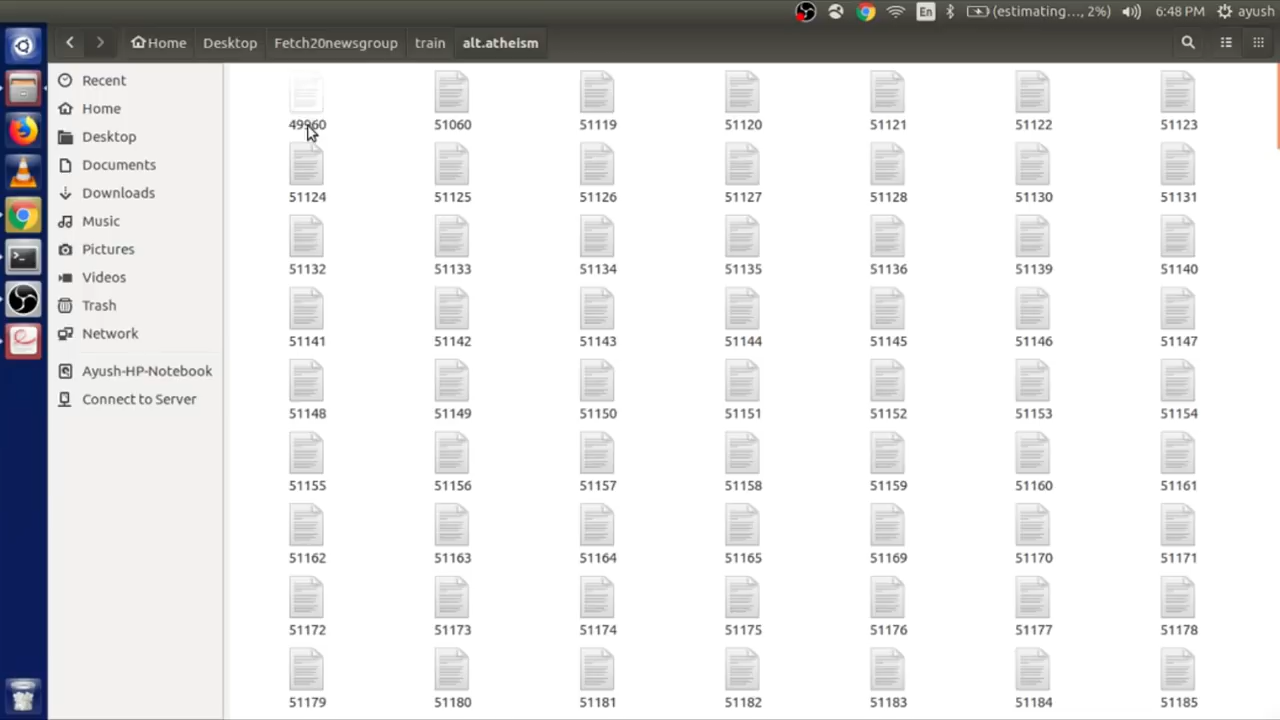 En (estimating..., 2%) 6:48 PM ayush
Home Desktop Fetch20newsgroup train alt.atheism
Recent
Home
Desktop
Documents
Downloads
Music
Pictures
Videos
Trash
Network
Ayush-HP-Notebook
Connect to Server
49960 51060 51119 51120 51121 51122 51123
51124 51125 51126 51127 51128 51130 51131
51132 51133 51134 51135 51136 51139 51140
51141 51142 51143 51144 51145 51146 51147
51148 51149 51150 51151 51152 51153 51154
51155 51156 51157 51158 51159 51160 51161
51162 51163 51164 51165 51169 51170 51171
51172 51173 51174 51175 51176 51177 51178
51179 51180 51181 51182 51183 51184 51185